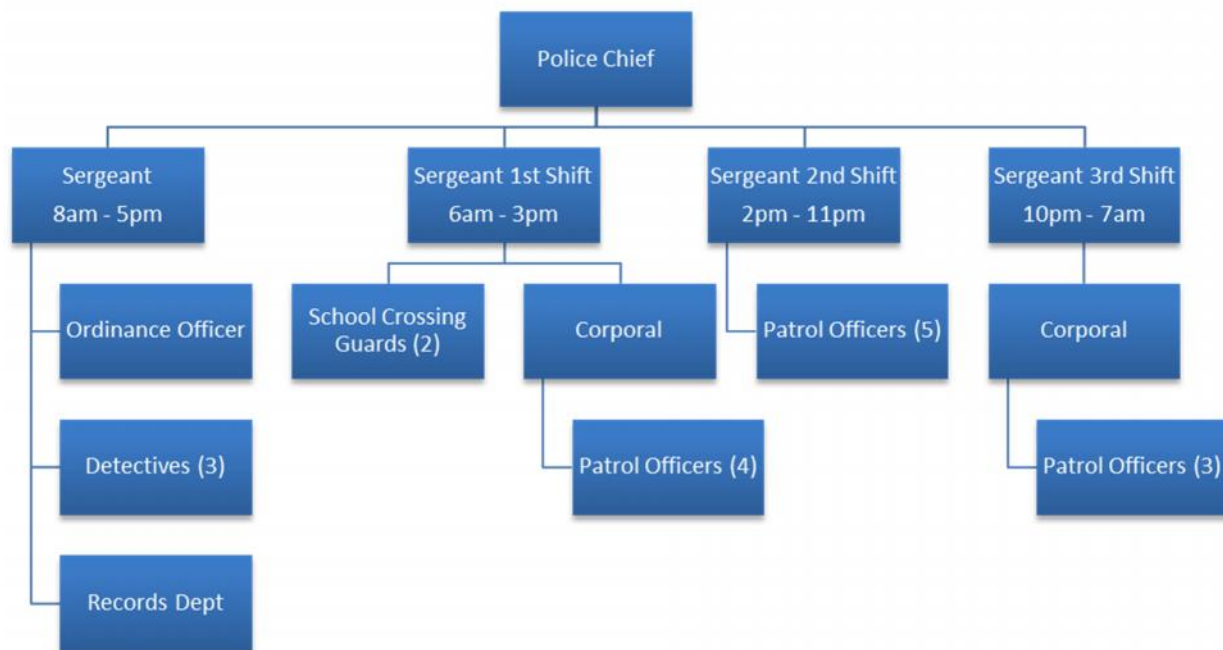 Police Chief
Sergeant
8am - 5pm
Sergeant 1st Shift
6am - 3pm
Sergeant 2nd Shift
2pm - 11pm
Sergeant 3rd Shift
10pm - 7am
Ordinance Officer
School Crossing
Guards (2)
Corporal
Patrol Officers (5)
Corporal
Detectives (3)
Patrol Officers (4)
Patrol Officers (3)
Records Dept